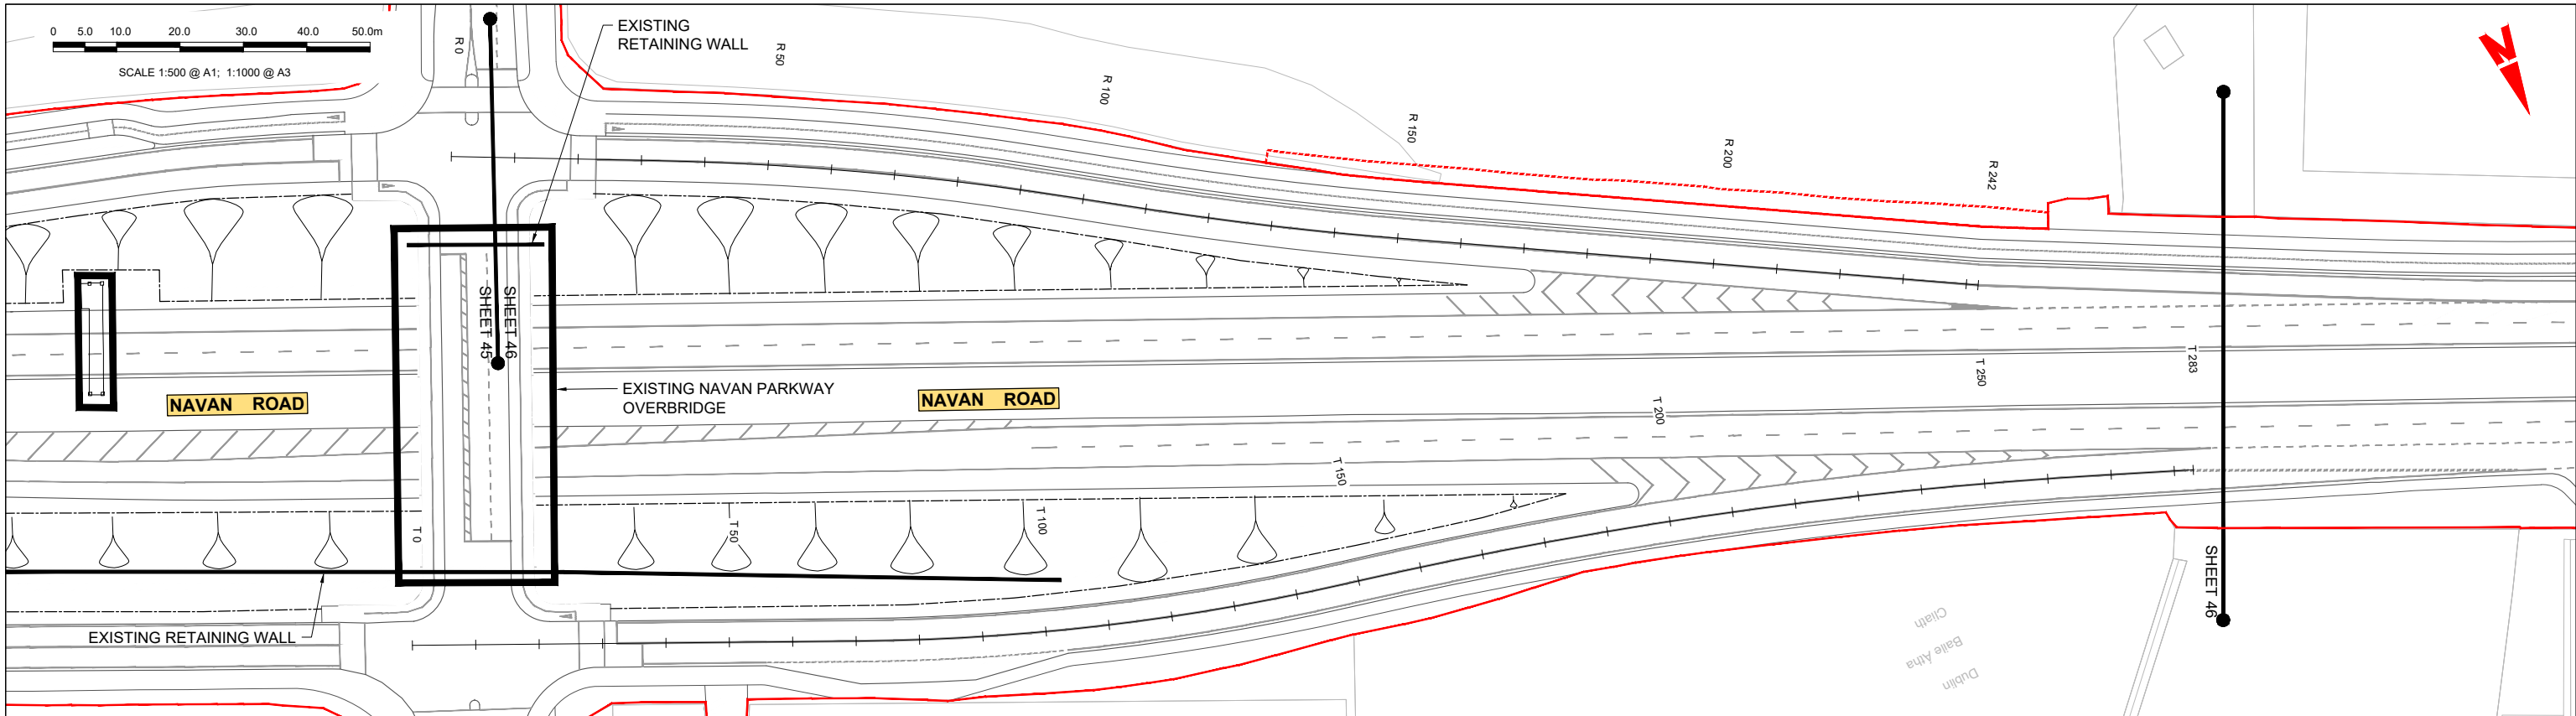 0 5.0 10.0 20.0 30.0 40.0 50.0m
SCALE 1:500 @ A1; 1:1000 @ A3
R 0
EXISTING
RETAINING WALL
R 50
R 100
R 150
R 200
R 242
SHEET 45
SHEET 46
EXISTING NAVAN PARKWAY
OVERBRIDGE
NAVAN ROAD
NAVAN ROAD
T 0
T 50
T 100
T 150
T 200
T 250
T 283
SHEET 46
EXISTING RETAINING WALL
Cliath
Baile Átha
Dublin
N